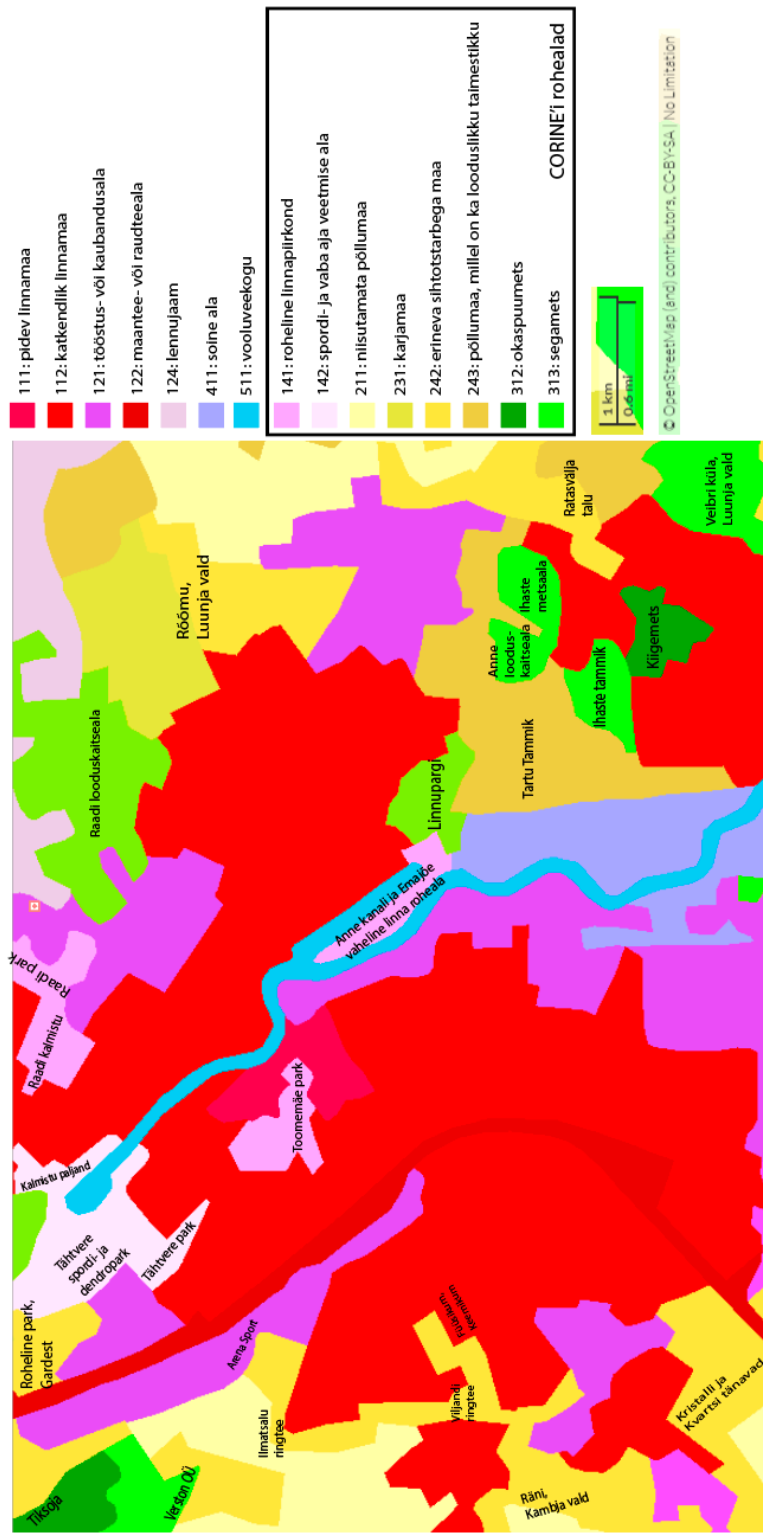 Tiksoja
Verston OÜ
Roheline park,
Gardest
Ilmatsalu
ringtee
Arena Sport
Tähtvere
spordi- ja
dendropark
Kalmistu paljand
Tähtvere park
Toomemäe park
Raadi kalmistu
Raadi park
Raadi looduskaitseala
Rõõmu,
Luunja vald
Anne kanali ja Emajõe
vaheline linna roheala
Linnupargi
Tartu Tammik
Anne
loodus-
kaitseala
Ihaste
metsaala
Ihaste tammik
Kiigemets
Ratasvälja
talu
Veibri küla,
Luunja vald
Viljandi
ringtee
Füüsikum,
Keemikum
Räni,
Kambja vald
Kristalli ja
Kvartsi tänavad
111: pidev linnamaa
112: katkendlik linnamaa
121: tööstus- või kaubandusala
122: maantee- või raudteeala
124: lennujaam
411: soine ala
511: vooluveekogu
141: roheline linnapiirkond
142: spordi- ja vaba aja veetmise ala
211: niisutamata põllumaa
231: karjamaa
242: erineva sihtotstarbega maa
243: põllumaa, millel on ka looduslikku taimestikku
312: okaspuumets
313: segamets
CORINE'i rohealad
1 km
0.6 mi
© OpenStreetMap (and) contributors, CC-BY-SA | No Limitation